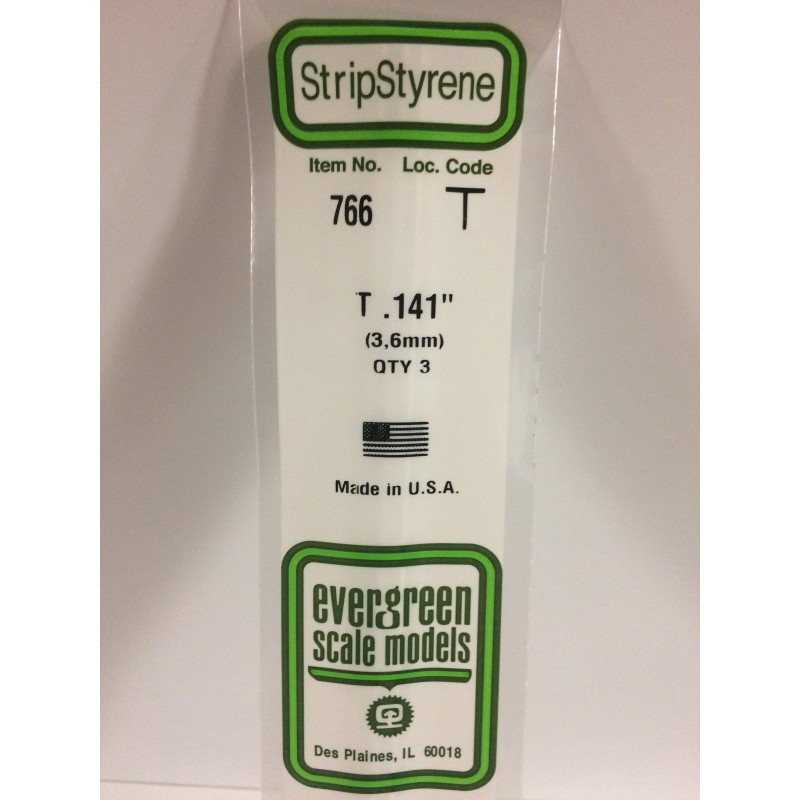 StripStyrene
Item No. Loc. Code
766 T
T .141"
(3,6mm)
QTY 3
Made in U.S.A.
evergreen
scale models
Des Plaines, IL 60018